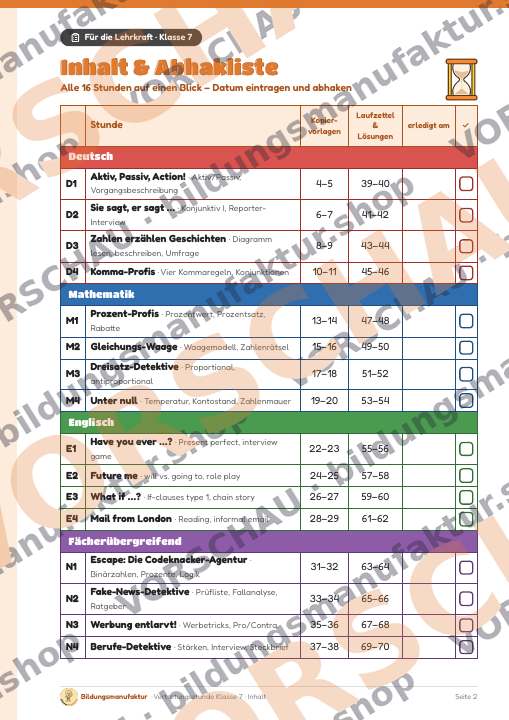 Für die Lehrkraft · Klasse 7
Inhalt & Abhakliste
Alle 16 Stunden auf einen Blick – Datum eintragen und abhaken
Stunde Kopier-vorlagen Laufzettel & Lösungen erledigt am ✓
Deutsch
D1 Aktiv, Passiv, Action! · Aktiv/Passiv, 4–5 39–40
Vorgangsbeschreibung
D2 Sie sagt, er sagt … · Konjunktiv I, Reporter- 6–7 41–42
Interview
D3 Zahlen erzählen Geschichten · Diagramm 8–9 43–44
lesen, beschreiben, Umfrage
D4 Komma-Profis · Vier Kommaregeln, Konjunktionen 10–11 45–46
Mathematik
M1 Prozent-Profis · Prozentwert, Prozentsatz, 13–14 47–48
Rabatte
M2 Gleichungs-Waage · Waagemodell, Zahlenrätsel 15–16 49–50
M3 Dreisatz-Detektive · Proportional, 17–18 51–52
antiproportional
M4 Unter null · Temperatur, Kontostand, Zahlenmauer 19–20 53–54
Englisch
E1 Have you ever …? · Present perfect, interview 22–23 55–56
game
E2 Future me · will vs. going to, role play 24–25 57–58
E3 What if …? · If-clauses type 1, chain story 26–27 59–60
E4 Mail from London · Reading, informal email 28–29 61–62
Fächerübergreifend
N1 Escape: Die Codeknacker-Agentur · 31–32 63–64
Binärzahlen, Prozente, Logik
N2 Fake-News-Detektive · Prüfliste, Fallanalyse, 33–34 65–66
Ratgeber
N3 Werbung entlarvt! · Werbetricks, Pro/Contra 35–36 67–68
N4 Berufe-Detektive · Stärken, Interview, Steckbrief 37–38 69–70
Bildungsmanufaktur · Vertretungsstunde Klasse 7 · Inhalt Seite 2
VORSCHAU · bildungsmanufaktur.shop
VORSCHAU